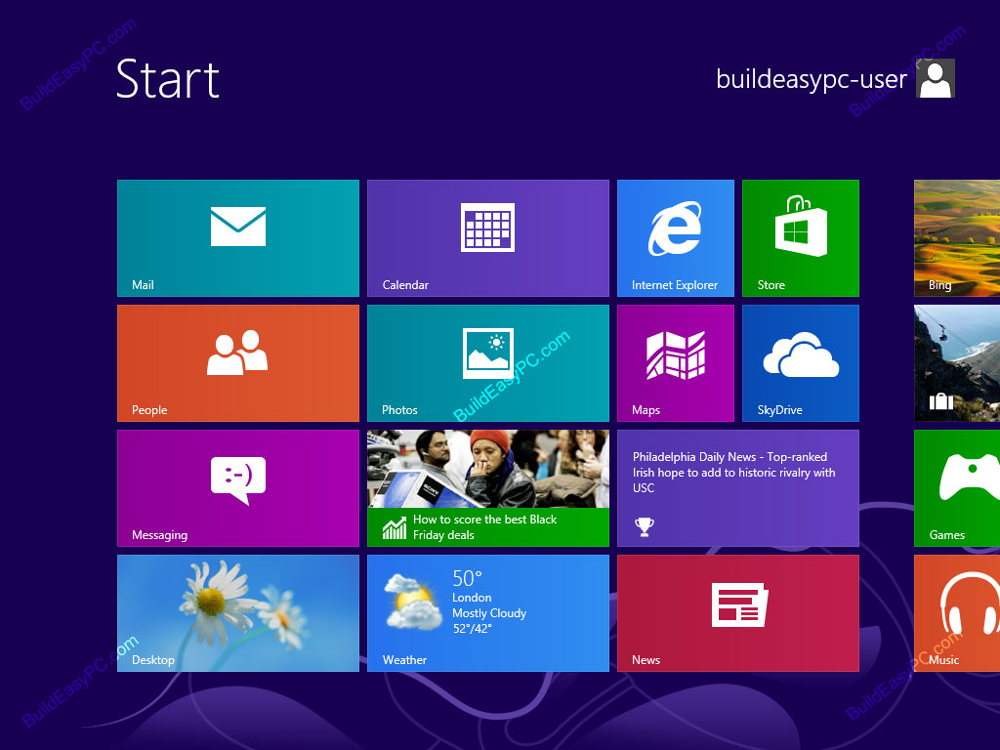 BuildEasyPC.com
BuildEasyPC.com
Start
buildeasypc-user
Mail
Calendar
Internet Explorer
Store
Bing
People
Photos
BuildEasyPC.com
Maps
SkyDrive
Messaging
SONY
How to score the best Black
Friday deals
Philadelphia Daily News - Top-ranked
Irish hope to add to historic rivalry with
USC
Games
:-)
50°
London
Mostly Cloudy
52°/42°
Desktop
Weather
News
Music
BuildEasyPC.com
BuildEasyPC.com